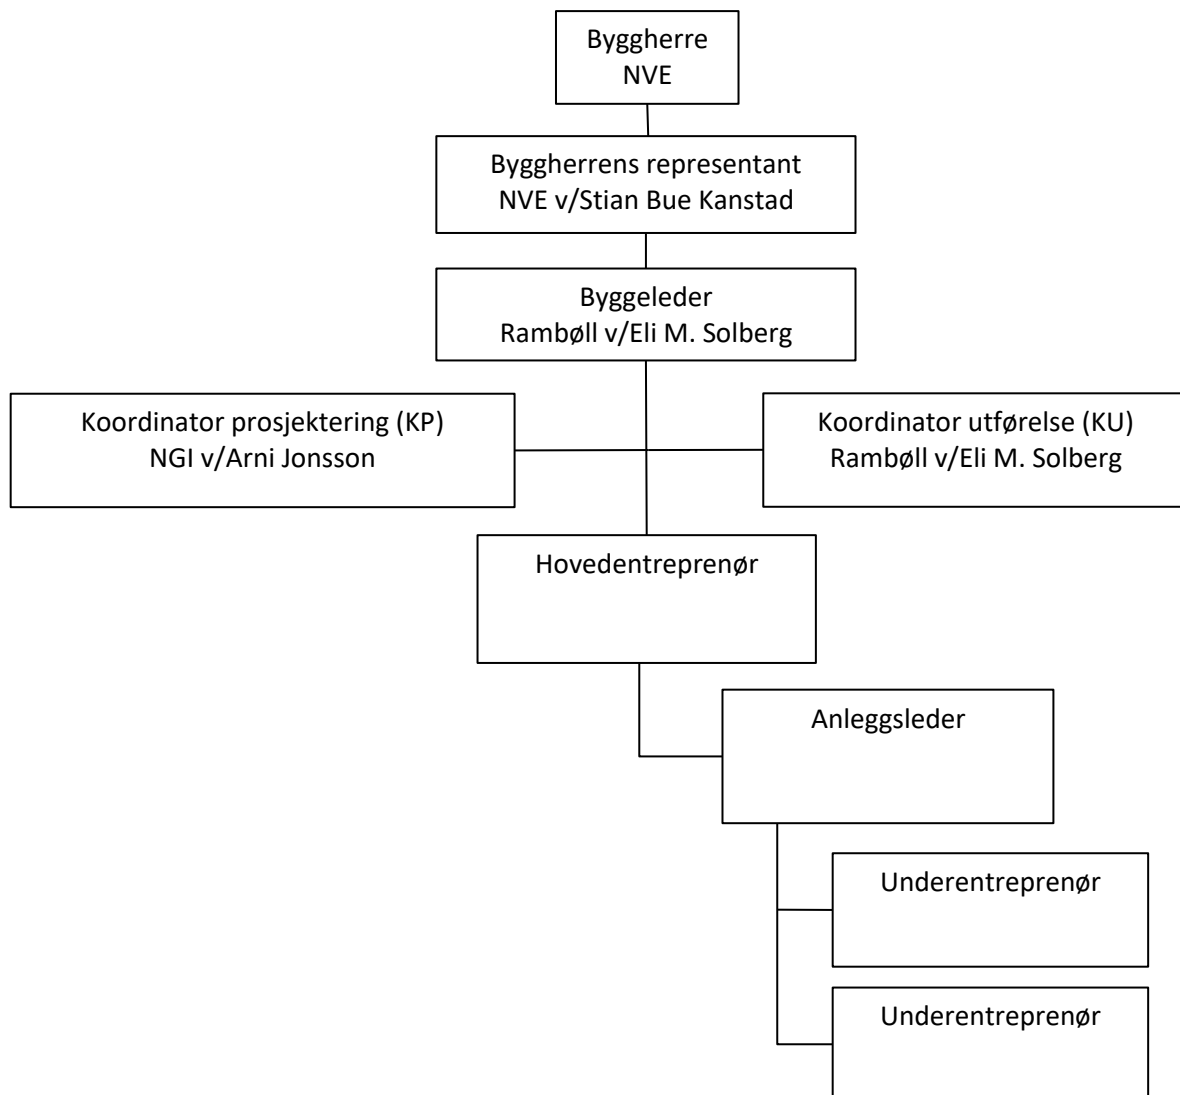 Byggherre
NVE
Byggherrens representant
NVE v/Stian Bue Kanstad
Byggeleder
Rambøll v/Eli M. Solberg
Koordinator prosjektering (KP)
NGI v/Arni Jonsson
Koordinator utførelse (KU)
Rambøll v/Eli M. Solberg
Hovedentreprenør
Anleggsleder
Underentreprenør
Underentreprenør